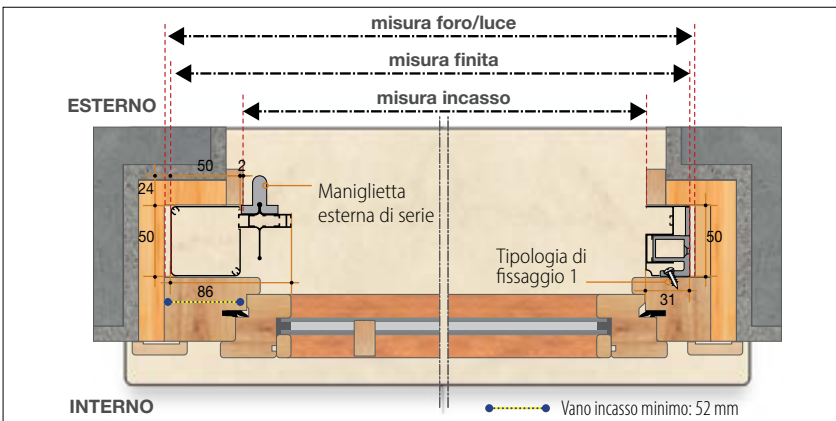 misura foro/luce
misura finita
misura incasso
ESTERNO
50
2
24
Maniglietta
esterna di serie
50
50
Tipologia di
fissaggio 1
86
31
INTERNO
Vano incasso minimo: 52 mm